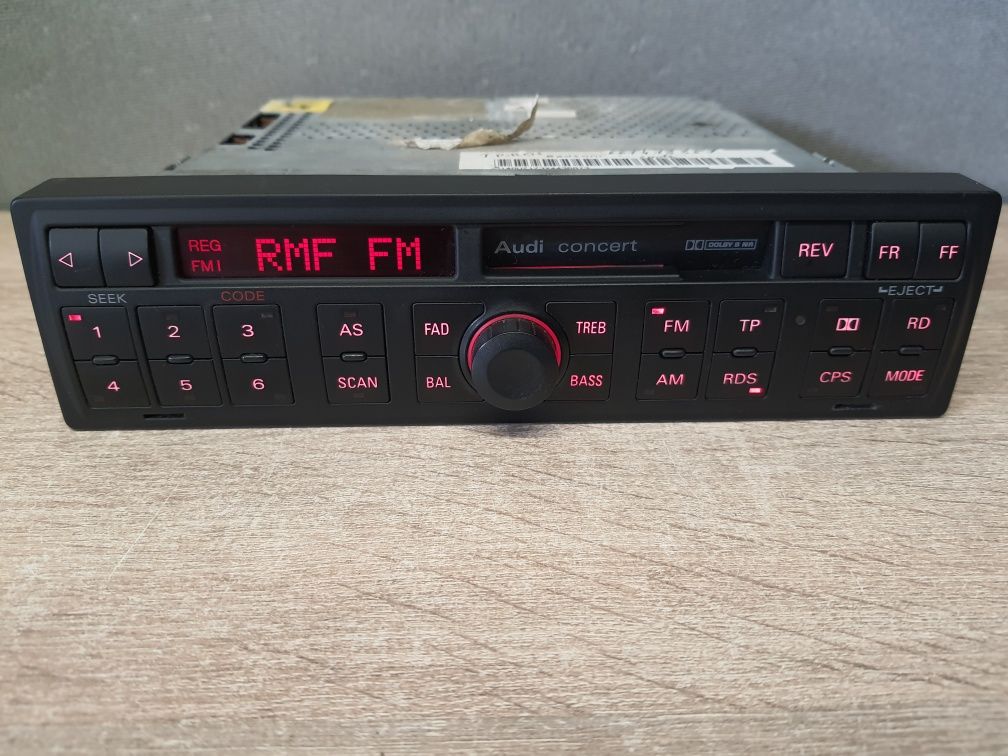 REG
FM I
RMF FM
Audi concert
DOLBY B NR
REV
FR
FF
SEEK
CODE
EJECT
1
2
3
AS
FAD
TREB
FM
TP
RD
4
5
6
SCAN
BAL
BASS
AM
RDS
CPS
MODE